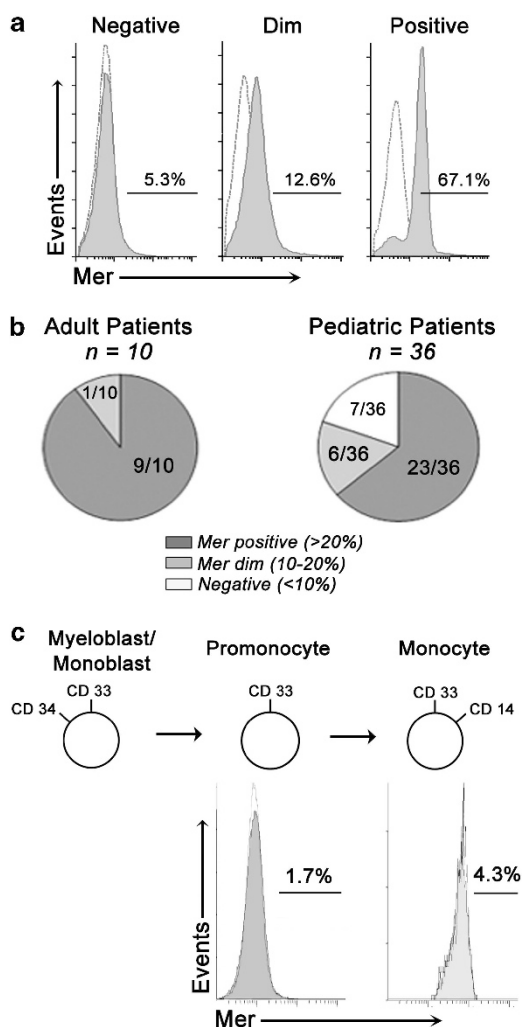 a
Negative Dim Positive
Events
5.3% 12.6% 67.1%
Mer
b
Adult Patients Pediatric Patients
n = 10 n = 36
1/10
9/10
7/36
6/36
23/36
Mer positive (>20%)
Mer dim (10-20%)
Negative (<10%)
c
Myeloblast/ Promonocyte Monocyte
Monoblast
CD 33 CD 33 CD 33
CD 34 CD 14
Events
1.7% 4.3%
Mer